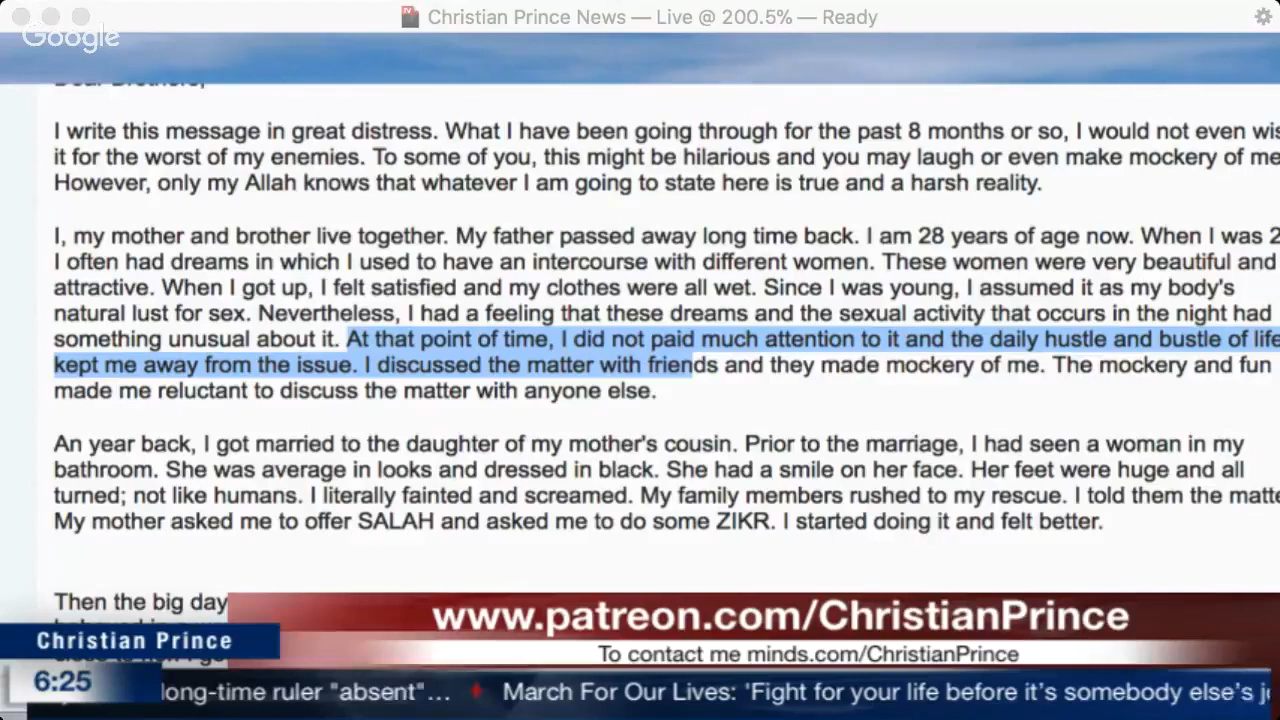 Christian Prince News — Live @ 200.5% — Ready
Google
Dear Brothers,
I write this message in great distress. What I have been going through for the past 8 months or so, I would not even
it for the worst of my enemies. To some of you, this might be hilarious and you may laugh or even make mockery of me
However, only my Allah knows that whatever I am going to state here is true and a harsh reality.
I, my mother and brother live together. My father passed away long time back. I am 28 years of age now. When I was
I often had dreams in which I used to have an intercourse with different women. These women were very beautiful and
attractive. When I got up, I felt satisfied and my clothes were all wet. Since I was young, I assumed it as my body's
natural lust for sex. Nevertheless, I had a feeling that these dreams and the sexual activity that occurs in the night had
something unusual about it. At that point of time, I did not paid much attention to it and the daily hustle and bustle of life
kept me away from the issue. I discussed the matter with friends and they made mockery of me. The mockery and fun
made me reluctant to discuss the matter with anyone else.
An year back, I got married to the daughter of my mother's cousin. Prior to the marriage, I had seen a woman in my
bathroom. She was average in looks and dressed in black. She had a smile on her face. Her feet were huge and all
turned; not like humans. I literally fainted and screamed. My family members rushed to my rescue. I told them the
My mother asked me to offer SALAH and asked me to do some ZIKR. I started doing it and felt better.
Then the big day
www.patreon.com/ChristianPrince
Christian Prince
To contact me minds.com/ChristianPrince
6:25
long-time ruler "absent"... March For Our Lives: 'Fight for your life before it's somebody else's